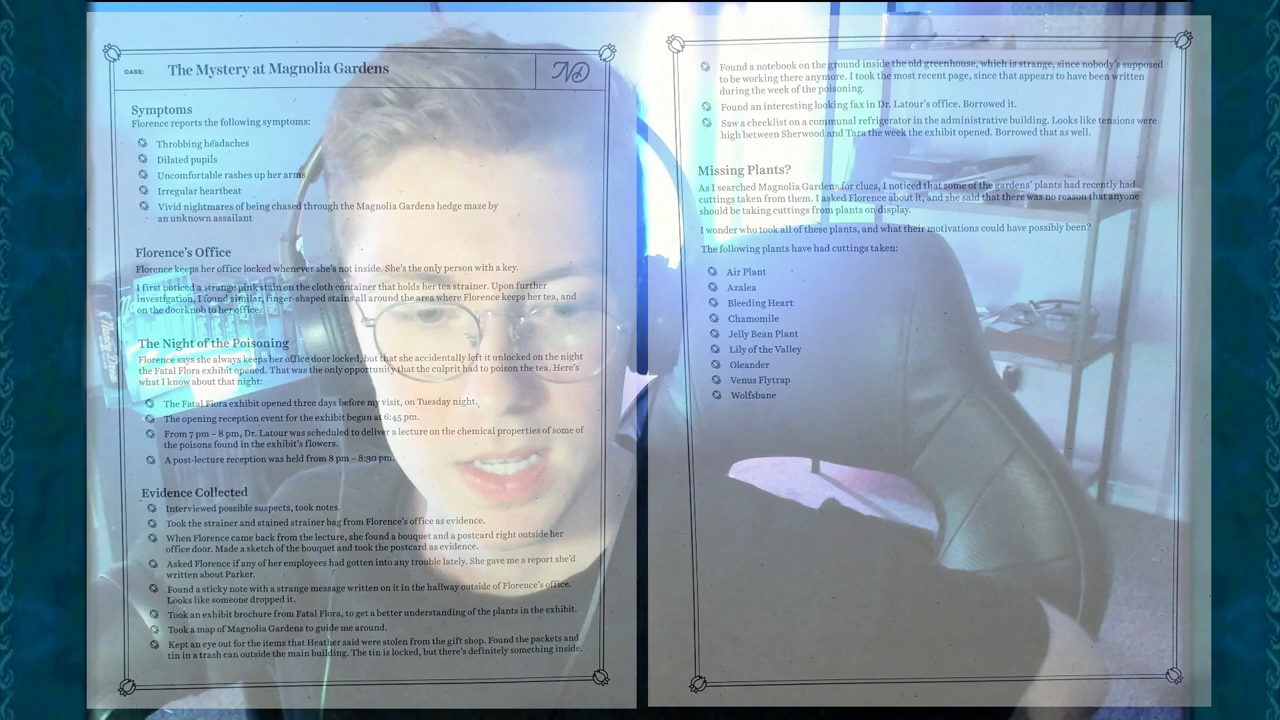 CASE: The Mystery at Magnolia Gardens ND
Symptoms
Florence reports the following symptoms:
Throbbing headaches
Dilated pupils
Uncomfortable rashes up her arms
Irregular heartbeat
Vivid nightmares of being chased through the Magnolia Gardens hedge maze by
an unknown assailant
Florence's Office
Florence keeps her office locked whenever she's not inside. She's the only person with a key.
I first noticed a strange pink stain on the cloth container that holds her tea strainer. Upon further
investigation, I found similar, finger-shaped stains all around the area where Florence keeps her tea, and
on the doorknob to her office.
The Night of the Poisoning
Florence says she always keeps her office door locked, but that she accidentally left it unlocked on the night
the Fatal Flora exhibit opened. That was the only opportunity that the culprit had to poison the tea. Here's
what I know about that night:
The Fatal Flora exhibit opened three days before my visit, on Tuesday night.
The opening reception event for the exhibit began at 6:45 pm.
From 7 pm – 8 pm, Dr. Latour was scheduled to deliver a lecture on the chemical properties of some of
the poisons found in the exhibit's flowers.
A post-lecture reception was held from 8 pm – 8:30 pm.
Evidence Collected
Interviewed possible suspects, took notes.
Took the strainer and stained strainer bag from Florence's office as evidence.
When Florence came back from the lecture, she found a bouquet and a postcard right outside her
office door. Made a sketch of the bouquet and took the postcard as evidence.
Asked Florence if any of her employees had gotten into any trouble lately. She gave me a report she'd
written about Parker.
Found a sticky note with a strange message written on it in the hallway outside of Florence's office.
Looks like someone dropped it.
Took an exhibit brochure from Fatal Flora, to get a better understanding of the plants in the exhibit.
Took a map of Magnolia Gardens to guide me around.
Kept an eye out for the items that Heather said were stolen from the gift shop. Found the packets and
tin in a trash can outside the main building. The tin is locked, but there's definitely something inside.
Found a notebook on the ground inside the old greenhouse, which is strange, since nobody's supposed
to be working there anymore. I took the most recent page, since that appears to have been written
during the week of the poisoning.
Found an interesting looking fax in Dr. Latour's office. Borrowed it.
Saw a checklist on a communal refrigerator in the administrative building. Looks like tensions were
high between Sherwood and Tara the week the exhibit opened. Borrowed that as well.
Missing Plants?
As I searched Magnolia Gardens for clues, I noticed that some of the gardens' plants had recently had
cuttings taken from them. I asked Florence about it, and she said that there was no reason that anyone
should be taking cuttings from plants on display.
I wonder who took all of these plants, and what their motivations could have possibly been?
The following plants have had cuttings taken:
Air Plant
Azalea
Bleeding Heart
Chamomile
Jelly Bean Plant
Lily of the Valley
Oleander
Venus Flytrap
Wolfsbane